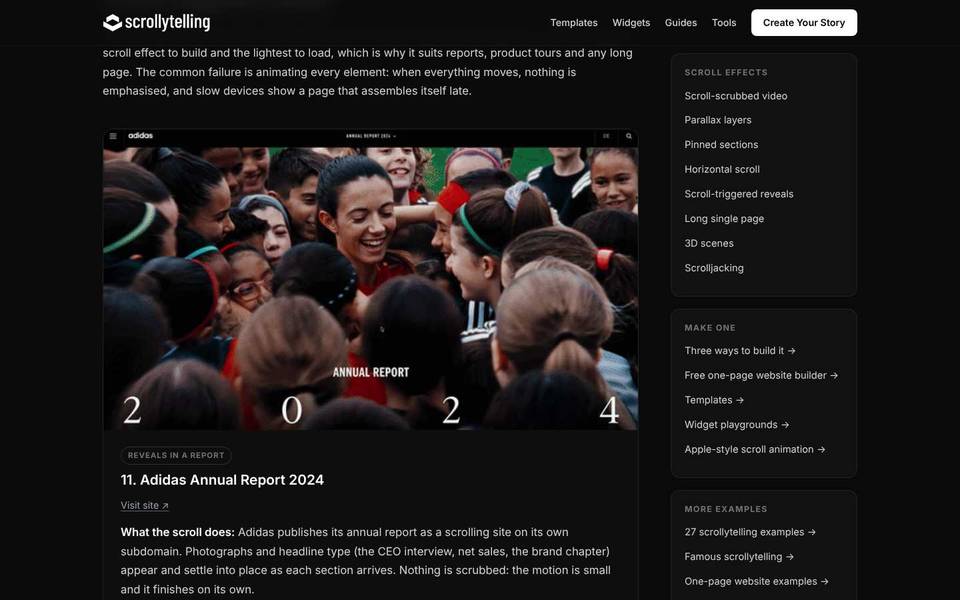 scrollytelling
Templates
Widgets
Guides
Tools
Create Your Story
scroll effect to build and the lightest to load, which is why it suits reports, product tours and any long
page. The common failure is animating every element: when everything moves, nothing is
emphasised, and slow devices show a page that assembles itself late.
adidas
ANNUAL REPORT 2024
DE
ANNUAL REPORT
2 0 2 4
REVEALS IN A REPORT
11. Adidas Annual Report 2024
Visit site ↗
What the scroll does: Adidas publishes its annual report as a scrolling site on its own
subdomain. Photographs and headline type (the CEO interview, net sales, the brand chapter)
appear and settle into place as each section arrives. Nothing is scrubbed: the motion is small
and it finishes on its own.
SCROLL EFFECTS
Scroll-scrubbed video
Parallax layers
Pinned sections
Horizontal scroll
Scroll-triggered reveals
Long single page
3D scenes
Scrolljacking
MAKE ONE
Three ways to build it →
Free one-page website builder →
Templates →
Widget playgrounds →
Apple-style scroll animation →
MORE EXAMPLES
27 scrollytelling examples →
Famous scrollytelling →
One-page website examples →